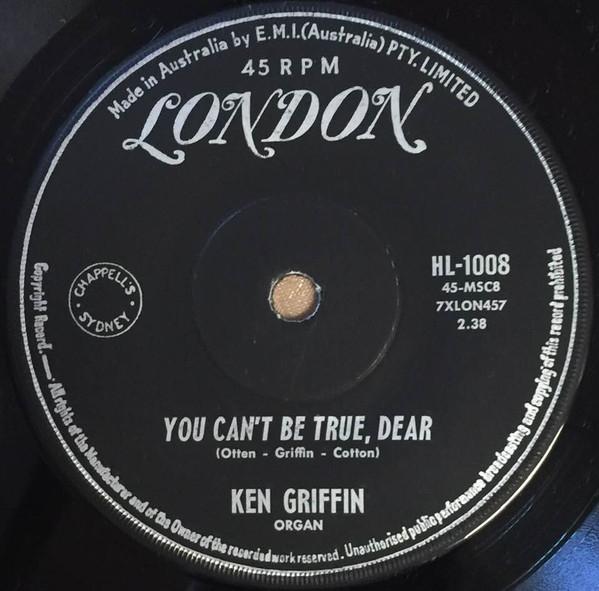 Made in Australia by E.M.I.(Australia) PTY. LIMITED
45 RPM
LONDON
CHAPPELL'S
SYDNEY
HL-1008
45-MSC8
7XLON457
2.38
YOU CAN'T BE TRUE, DEAR
(Otten - Griffin - Cotton)
KEN GRIFFIN
ORGAN
Copyright Record. — All rights of the Manufacturer and of the Owner of the recorded work reserved. Unauthorised public performance broadcasting and copying of this record prohibited